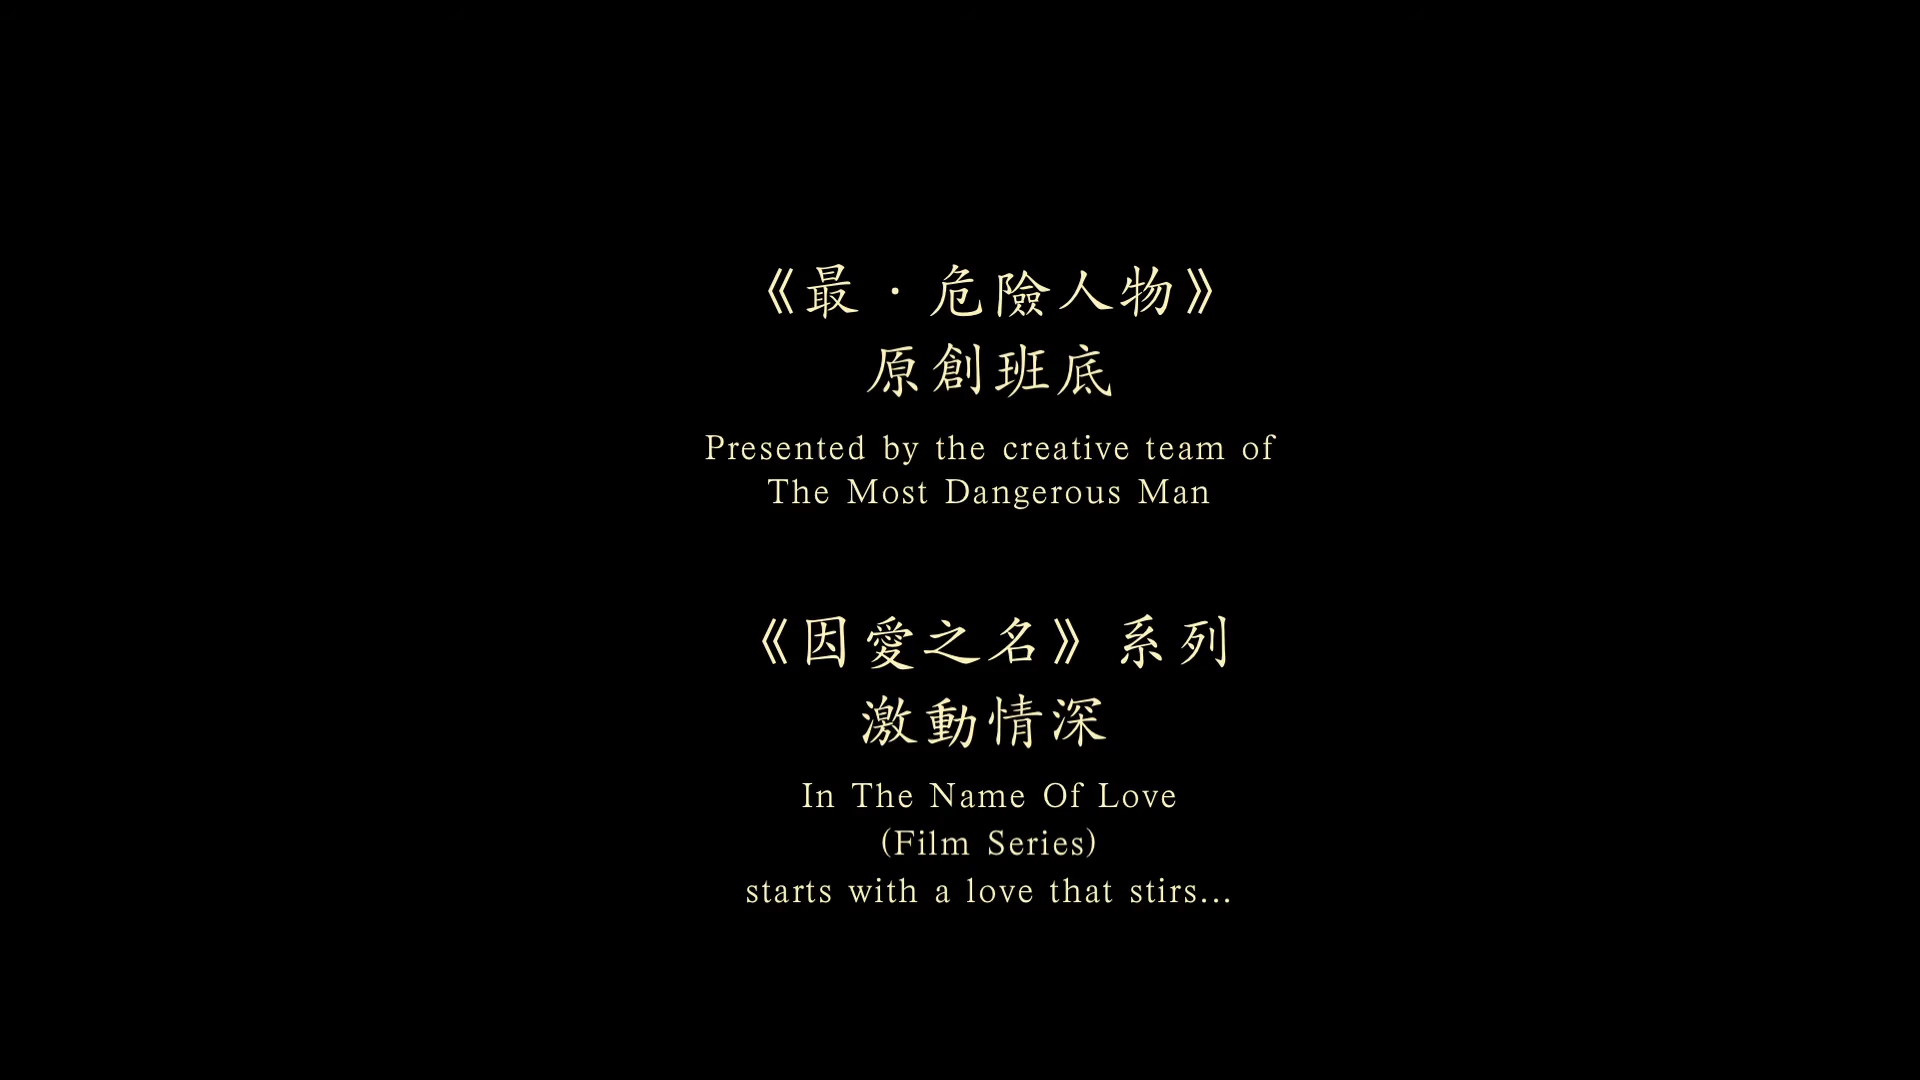 《最·危險人物》
原創班底
Presented by the creative team of
The Most Dangerous Man
《因愛之名》系列
激動情深
In The Name Of Love
(Film Series)
starts with a love that stirs...